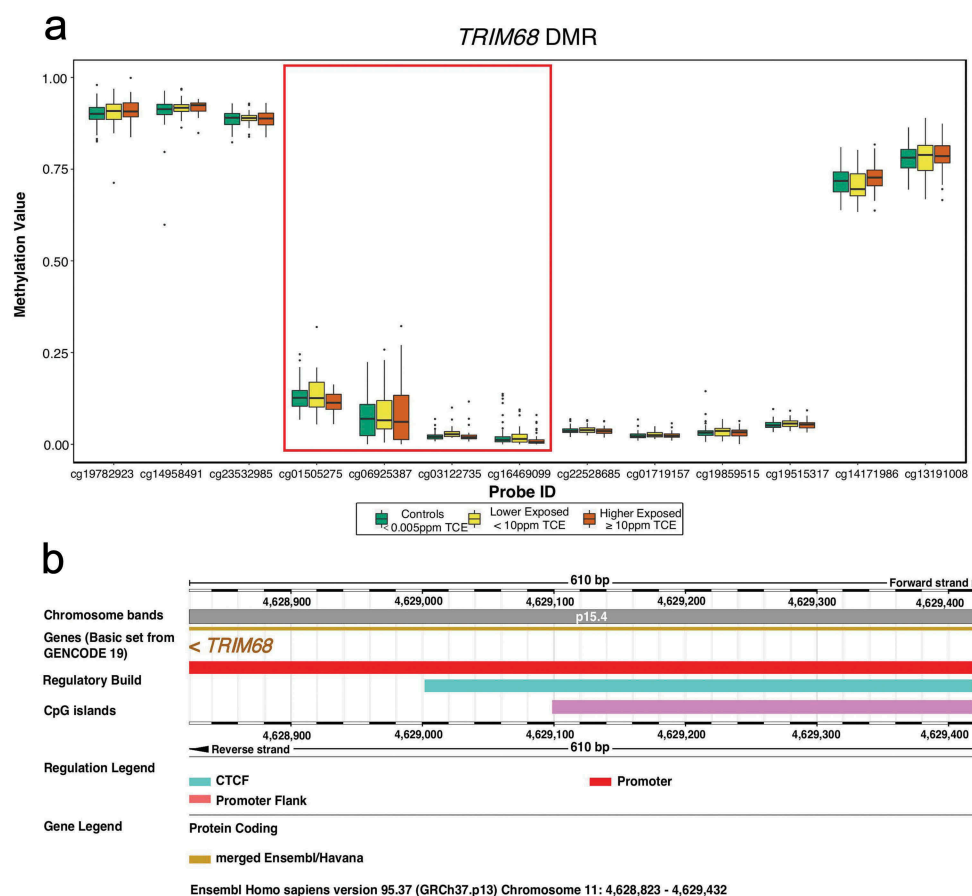 a
TRIM68 DMR
1.00
0.75
0.50
0.25
0.00
Methylation Value
cg19782923 cg14958491 cg23532985 cg01505275 cg06925387 cg03122735 cg16469099 cg22528685 cg01719157 cg19859515 cg19515317 cg14171986 cg13191008
Probe ID
Controls Lower Exposed Higher Exposed
< 0.005ppm TCE < 10ppm TCE ≥ 10ppm TCE
b
610 bp Forward strand
4,628,900 4,629,000 4,629,100 4,629,200 4,629,300 4,629,400
Chromosome bands p15.4
Genes (Basic set from
GENCODE 19)
< TRIM68
Regulatory Build
CpG islands
4,628,900 4,629,000 4,629,100 4,629,200 4,629,300 4,629,400
Reverse strand 610 bp
Regulation Legend
CTCF Promoter
Promoter Flank
Gene Legend Protein Coding
merged Ensembl/Havana
Ensembl Homo sapiens version 95.37 (GRCh37.p13) Chromosome 11: 4,628,823 - 4,629,432